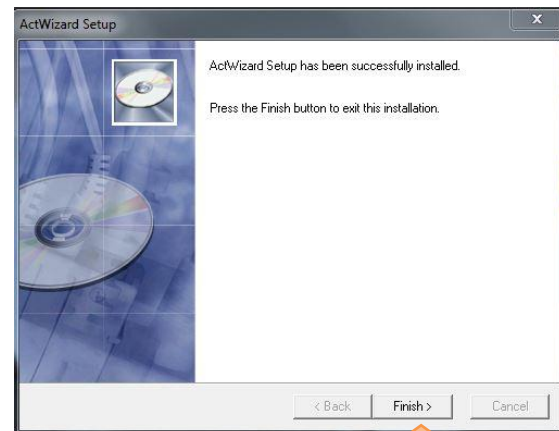 ActWizard Setup
x
ActWizard Setup has been successfully installed.
Press the Finish button to exit this installation.
< Back
Finish >
Cancel